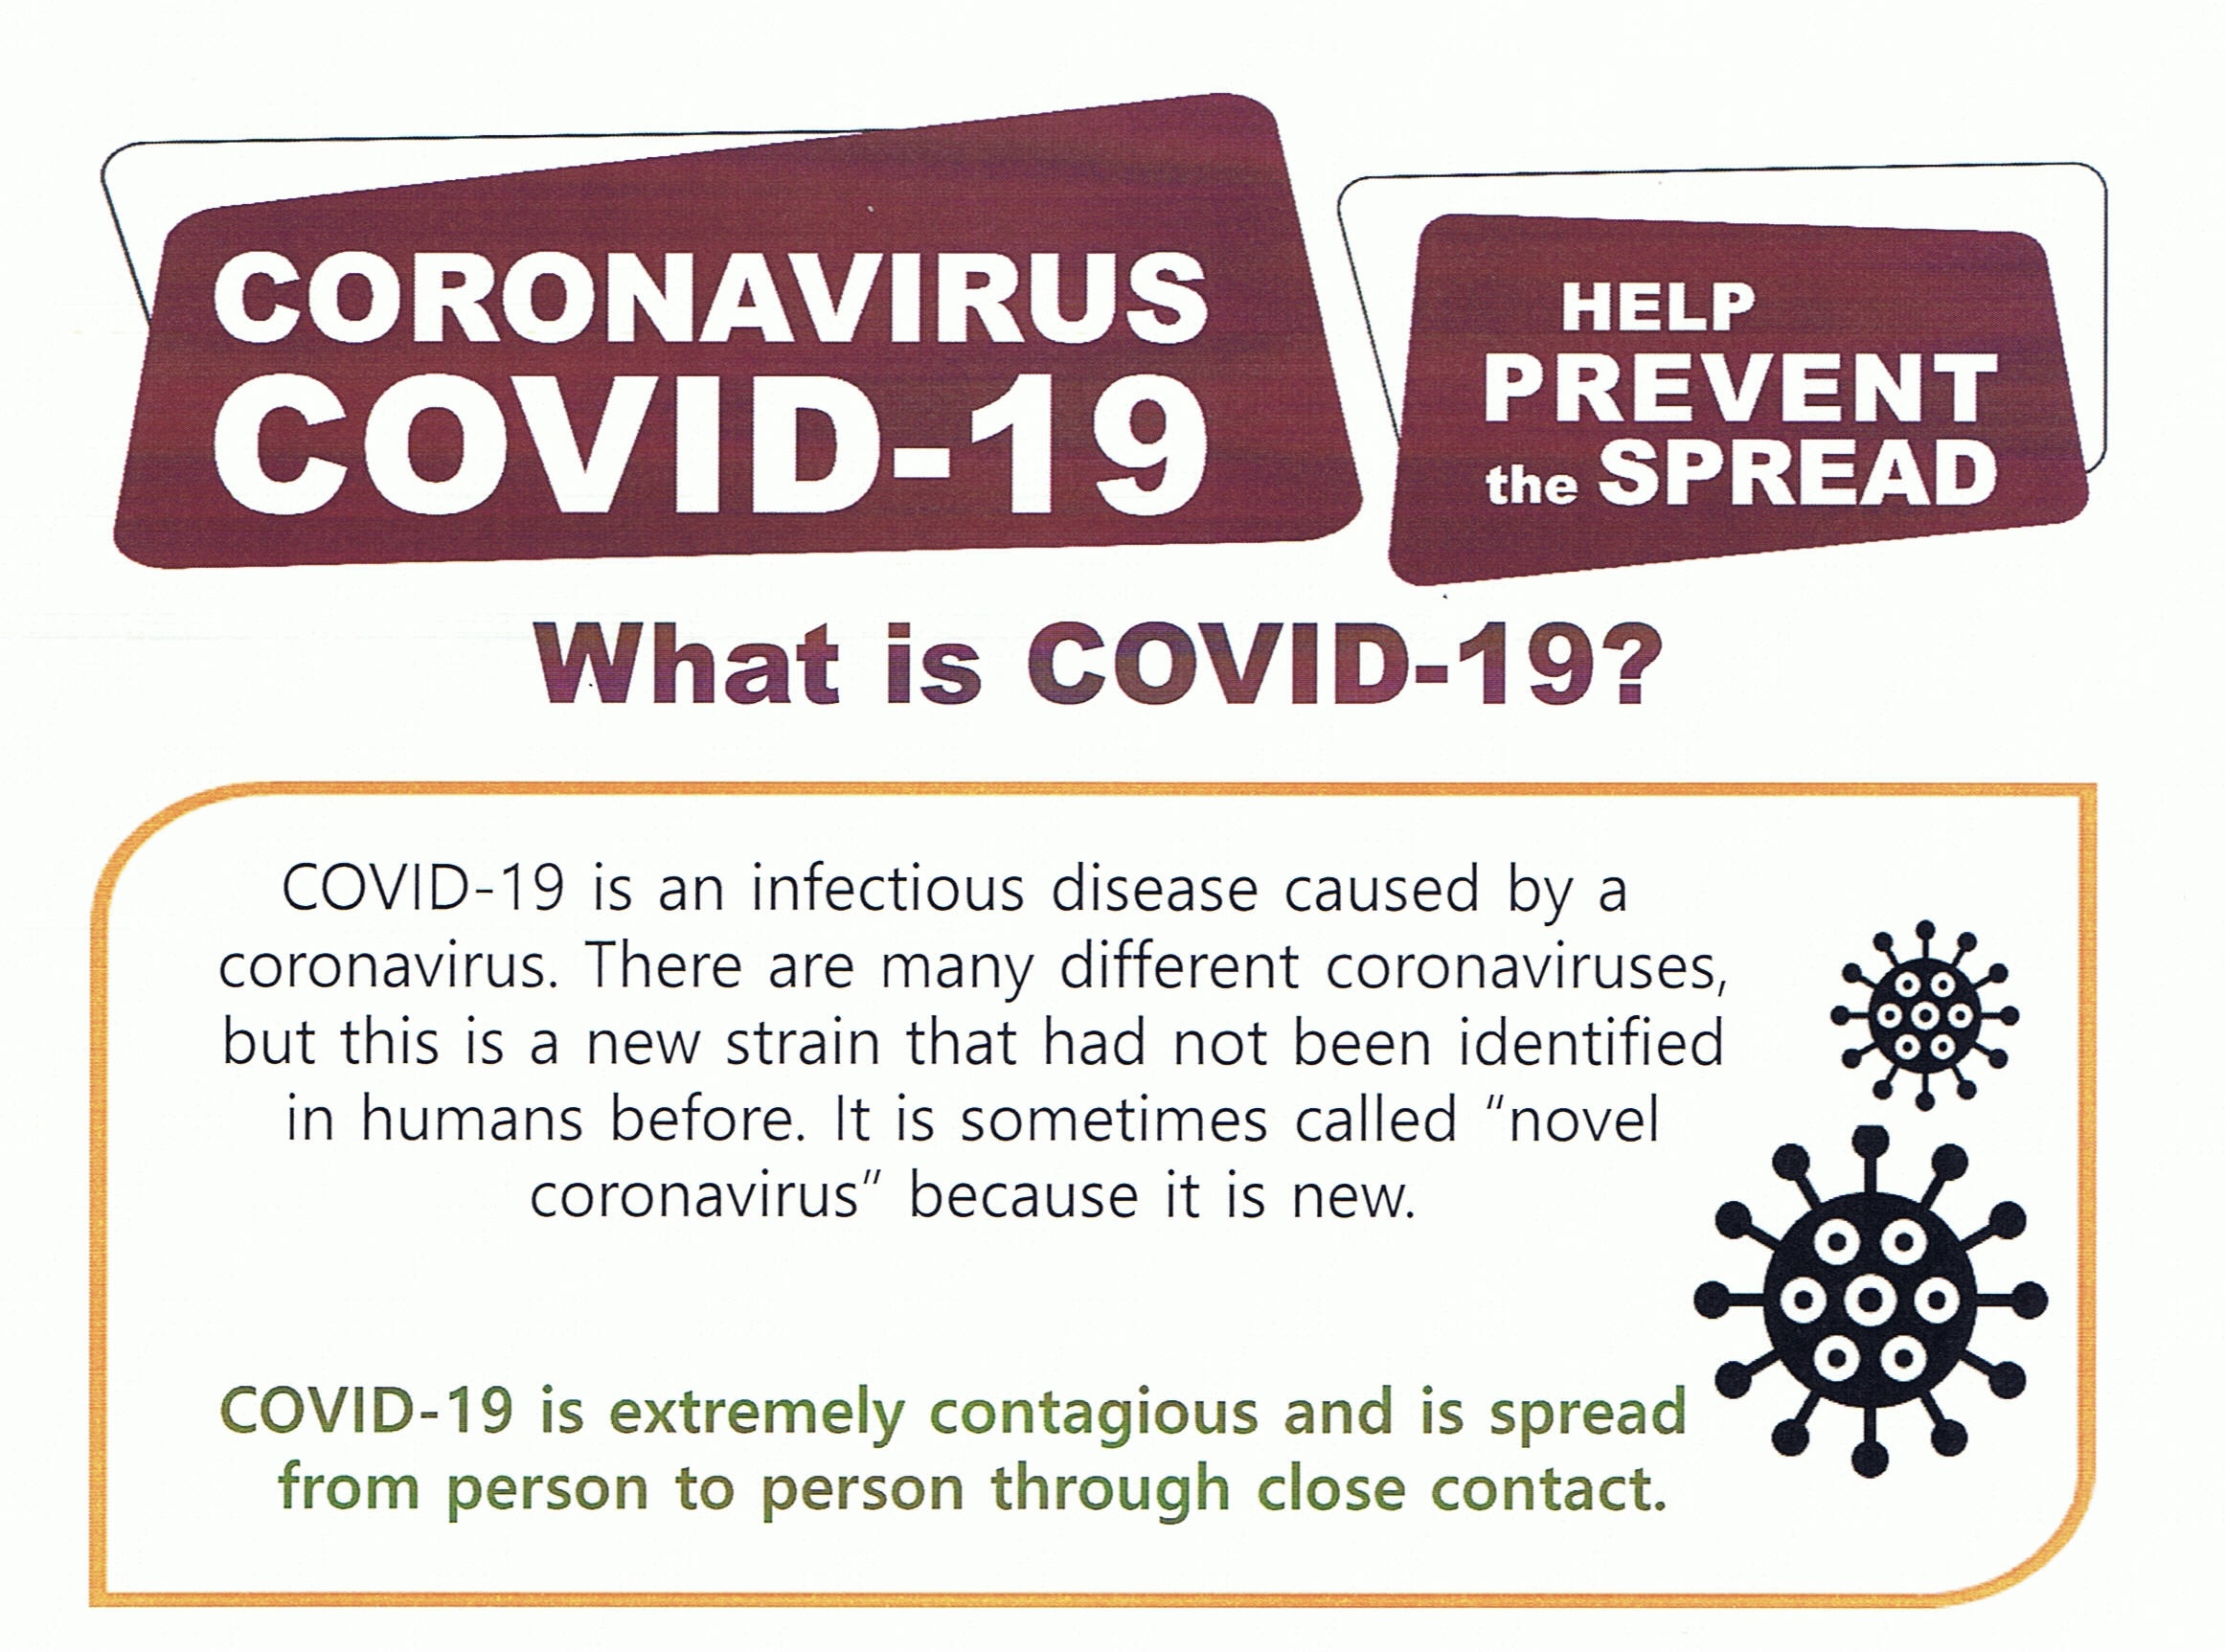 CORONAVIRUS
COVID-19
HELP
PREVENT
the SPREAD
What is COVID-19?
COVID-19 is an infectious disease caused by a
coronavirus. There are many different coronaviruses,
but this is a new strain that had not been identified
in humans before. It is sometimes called “novel
coronavirus” because it is new.
COVID-19 is extremely contagious and is spread
from person to person through close contact.